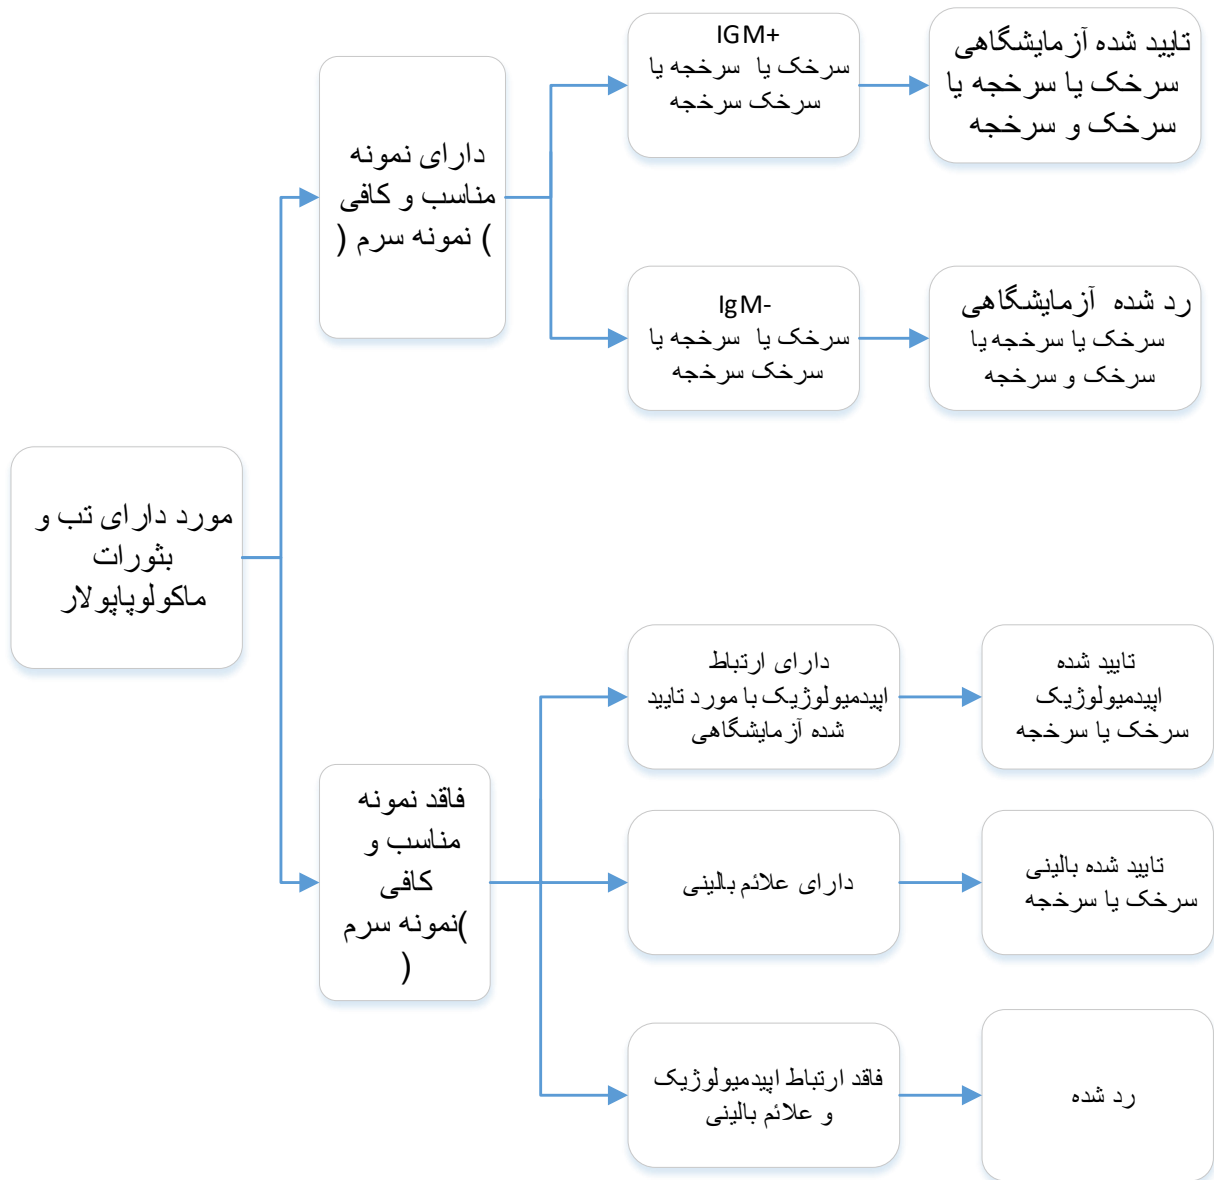 مورد دارای تب و
بثورات
ماکولوپاپولار
دارای نمونه
مناسب و کافی
) نمونه سرم (
IGM+
سرخک یا سرخجه یا
سرخک سرخجه
تایید شده آزمایشگاهی
سرخک یا سرخجه یا
سرخک و سرخجه
IgM-
سرخک یا سرخجه یا
سرخک سرخجه
رد شده آزمایشگاهی
سرخک یا سرخجه یا
سرخک و سرخجه
فاقد نمونه
مناسب و
کافی
)نمونه سرم
(
دارای ارتباط
اپیدمیولوژیک با مورد تایید
شده آزمایشگاهی
تایید شده
اپیدمیولوژیک
سرخک یا سرخجه
دارای علائم بالینی
تایید شده بالینی
سرخک یا سرخجه
فاقد ارتباط اپیدمیولوژیک
و علائم بالینی
رد شده